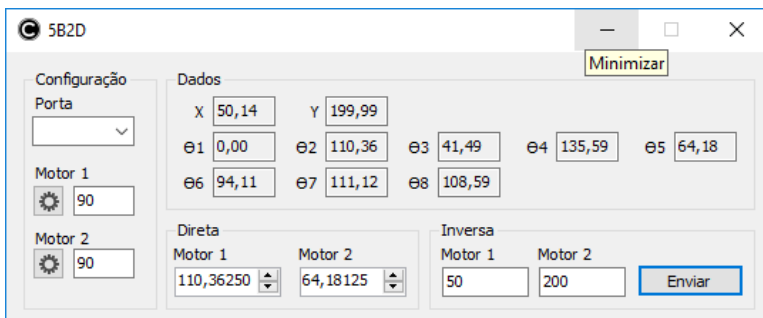 5B2D
Minimizar
Configuração
Porta
Motor 1
90
Motor 2
90
Dados
X 50,14 Y 199,99
ϴ1 0,00 ϴ2 110,36 ϴ3 41,49 ϴ4 135,59 ϴ5 64,18
ϴ6 94,11 ϴ7 111,12 ϴ8 108,59
Direta
Motor 1 Motor 2
110,36250 64,18125
Inversa
Motor 1 Motor 2
50 200 Enviar